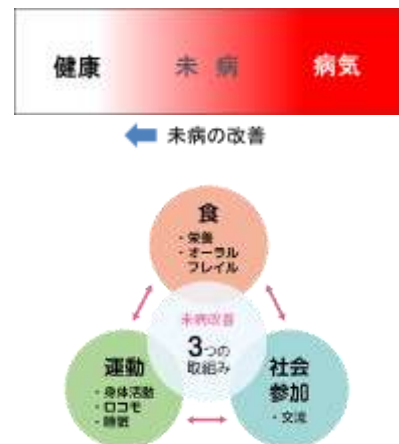 健康 未病 病気
未病の改善
食
・栄養
・オーラル
フレイル
未病改善
3つの
取組み
運動
・身体活動
・ロコモ
・睡眠
社会
参加
・交流